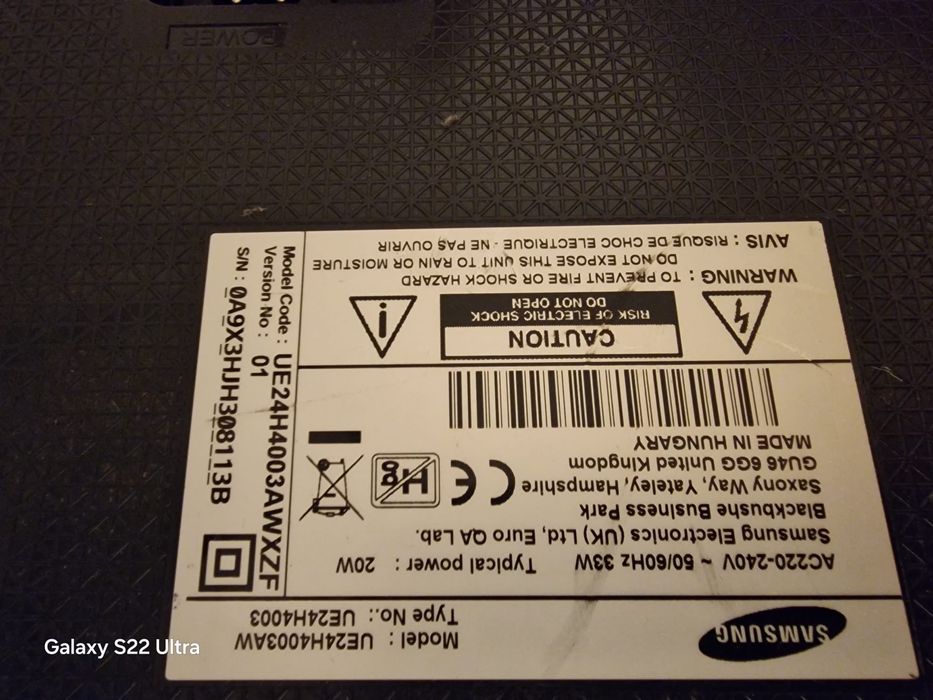 SAMSUNG
Model : UE24H4003AW
Type No.: UE24H4003
AC220-240V ~ 50/60Hz 33W Typical power : 20W
Samsung Electronics (UK) Ltd, Euro QA Lab.
Blackbushe Business Park
Saxony Way, Yateley, Hampshire
GU46 6GG United Kingdom
MADE IN HUNGARY
CE
Hg
CAUTION
RISK OF ELECTRIC SHOCK
DO NOT OPEN
WARNING : TO PREVENT FIRE OR SHOCK HAZARD
DO NOT EXPOSE THIS UNIT TO RAIN OR MOISTURE
AVIS : RISQUE DE CHOC ELECTRIQUE - NE PAS OUVRIR
Model Code : UE24H4003AWXZF
Version No : 01
S/N : 0A9X3HJH308113B
POWER
Galaxy S22 Ultra